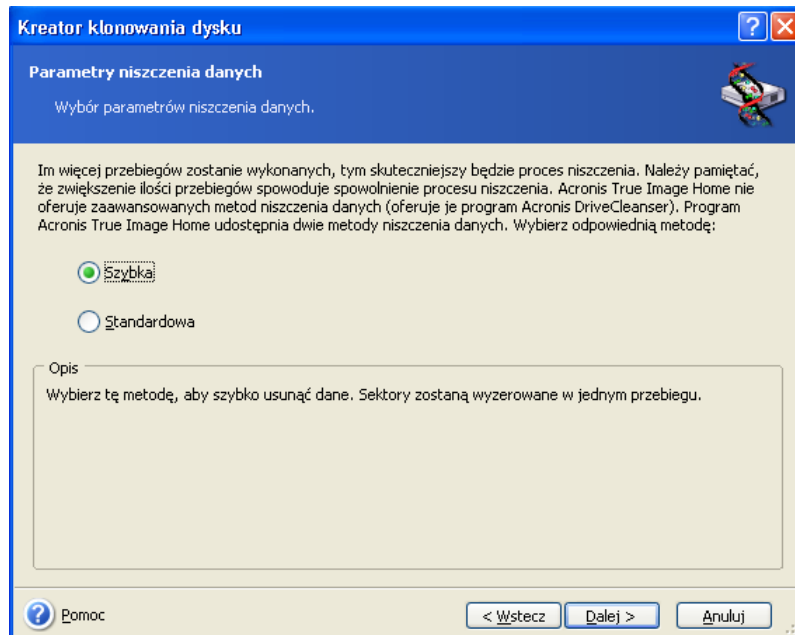 Kreator klonowania dysku
Parametry niszczenia danych
Wybór parametrów niszczenia danych.
Im więcej przebiegów zostanie wykonanych, tym skuteczniejszy będzie proces niszczenia. Należy pamiętać,
że zwiększenie ilości przebiegów spowoduje spowolnienie procesu niszczenia. Acronis True Image Home nie
oferuje zaawansowanych metod niszczenia danych (oferuje je program Acronis DriveCleanser). Program
Acronis True Image Home udostępnia dwie metody niszczenia danych. Wybierz odpowiednią metodę:
Szybka
Standardowa
Opis
Wybierz tę metodę, aby szybko usunąć dane. Sektory zostaną wyzerowane w jednym przebiegu.
Pomoc
< Wstecz
Dalej >
Anuluj